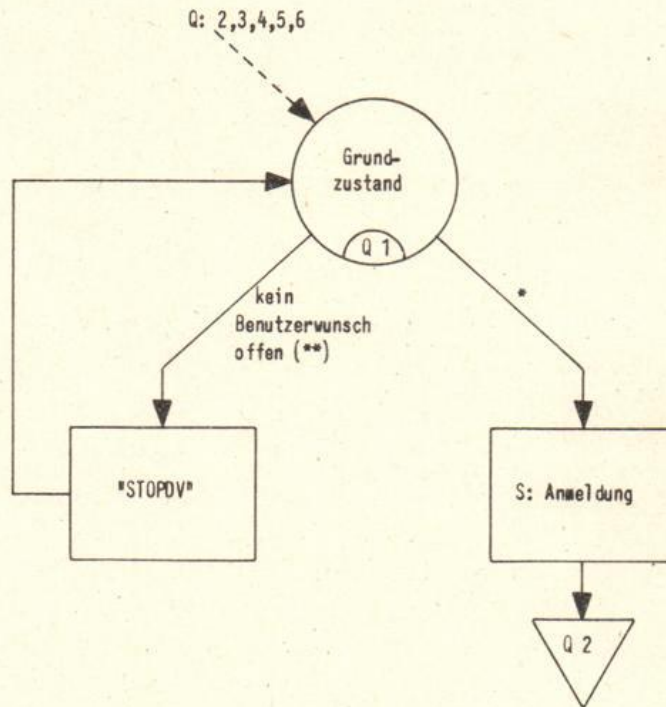 Q: 2,3,4,5,6
Grund-
zustand
Q 1
kein
Benutzerwunsch
offen (**)
*
"STOPDV"
S: Anmeldung
Q 2